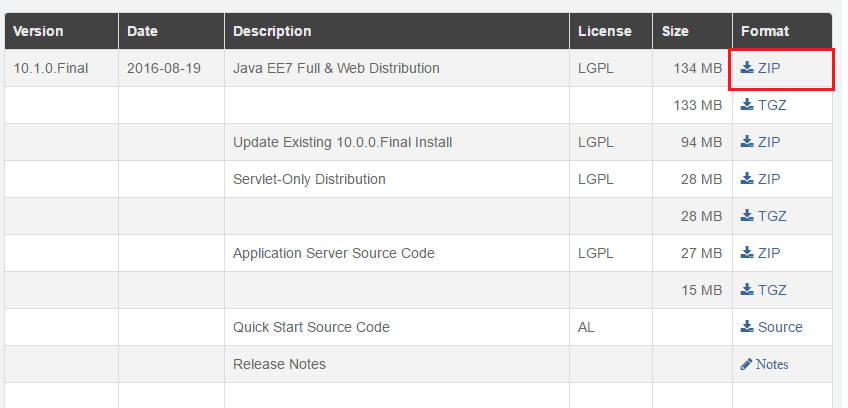 Version Date Description License Size Format
10.1.0.Final 2016-08-19 Java EE7 Full & Web Distribution LGPL 134 MB ZIP
133 MB TGZ
Update Existing 10.0.0.Final Install LGPL 94 MB ZIP
Servlet-Only Distribution LGPL 28 MB ZIP
28 MB TGZ
Application Server Source Code LGPL 27 MB ZIP
15 MB TGZ
Quick Start Source Code AL Source
Release Notes Notes